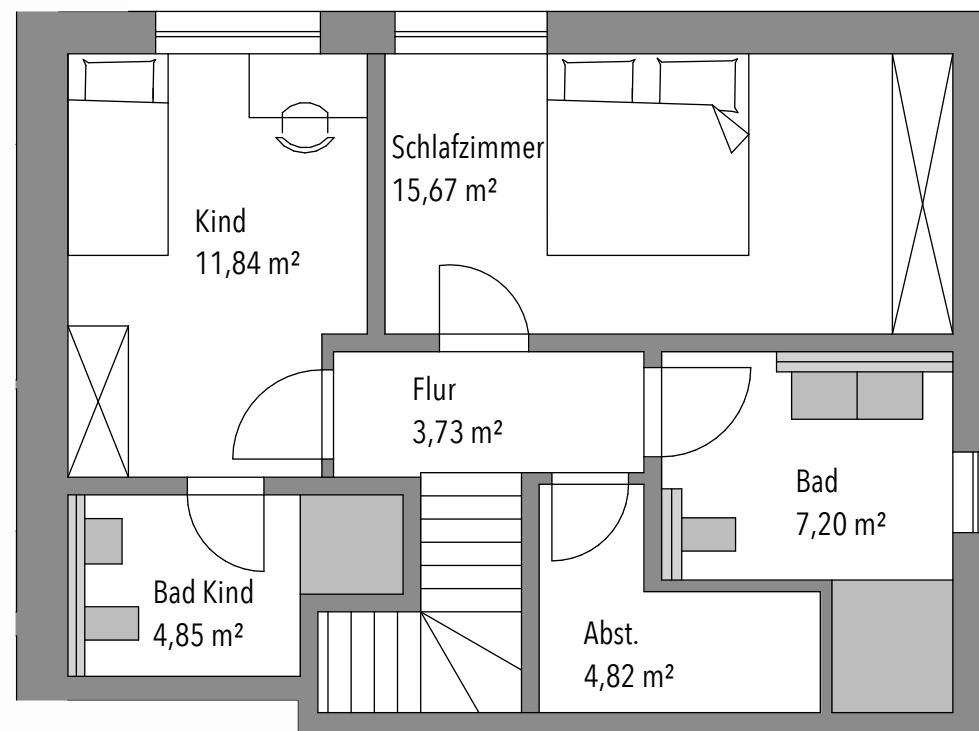 Schlafzimmer
15,67 m²
Kind
11,84 m²
Flur
3,73 m²
Bad
7,20 m²
Bad Kind
4,85 m²
Abst.
4,82 m²